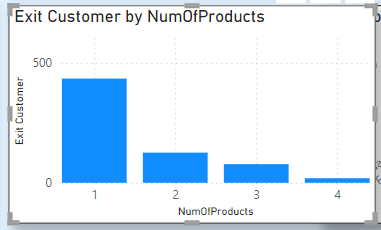 Exit Customer by NumOfProducts
500
Exit Customer
0
1 2 3 4
NumOfProducts